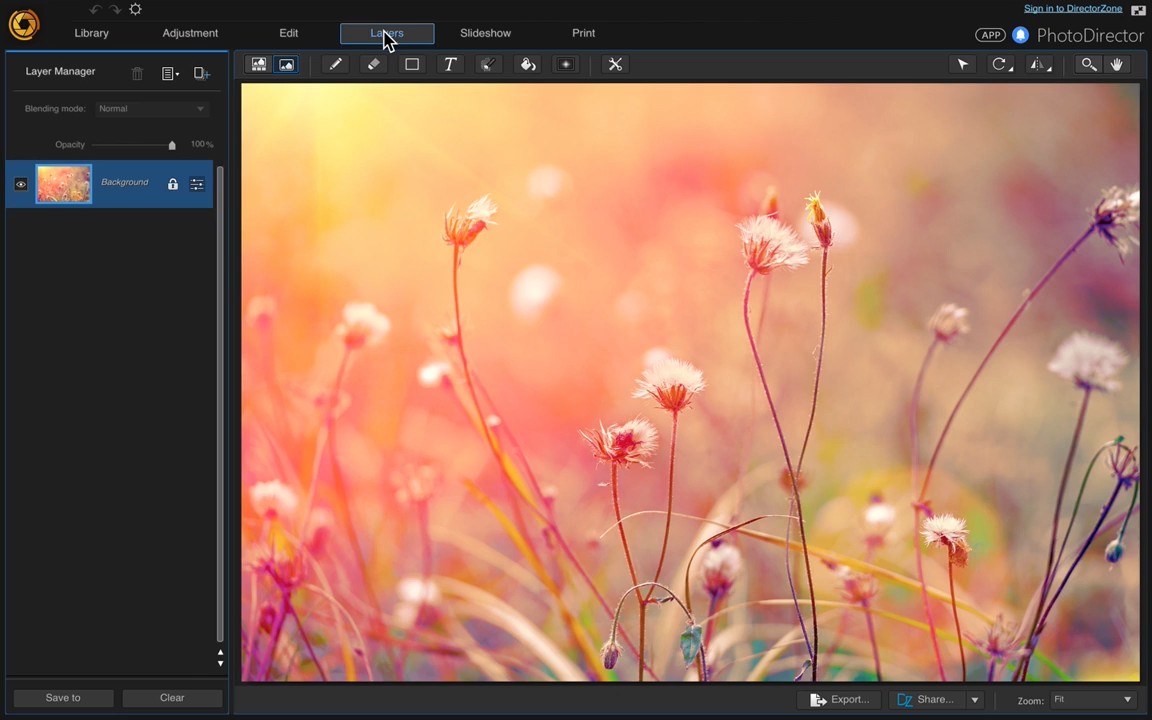 Sign in to DirectorZone
Library Adjustment Edit Layers Slideshow Print
APP PhotoDirector
Layer Manager
T
Blending mode: Normal
Opacity 100%
Background
Save to Clear
Export... DZ Share... Zoom: Fit